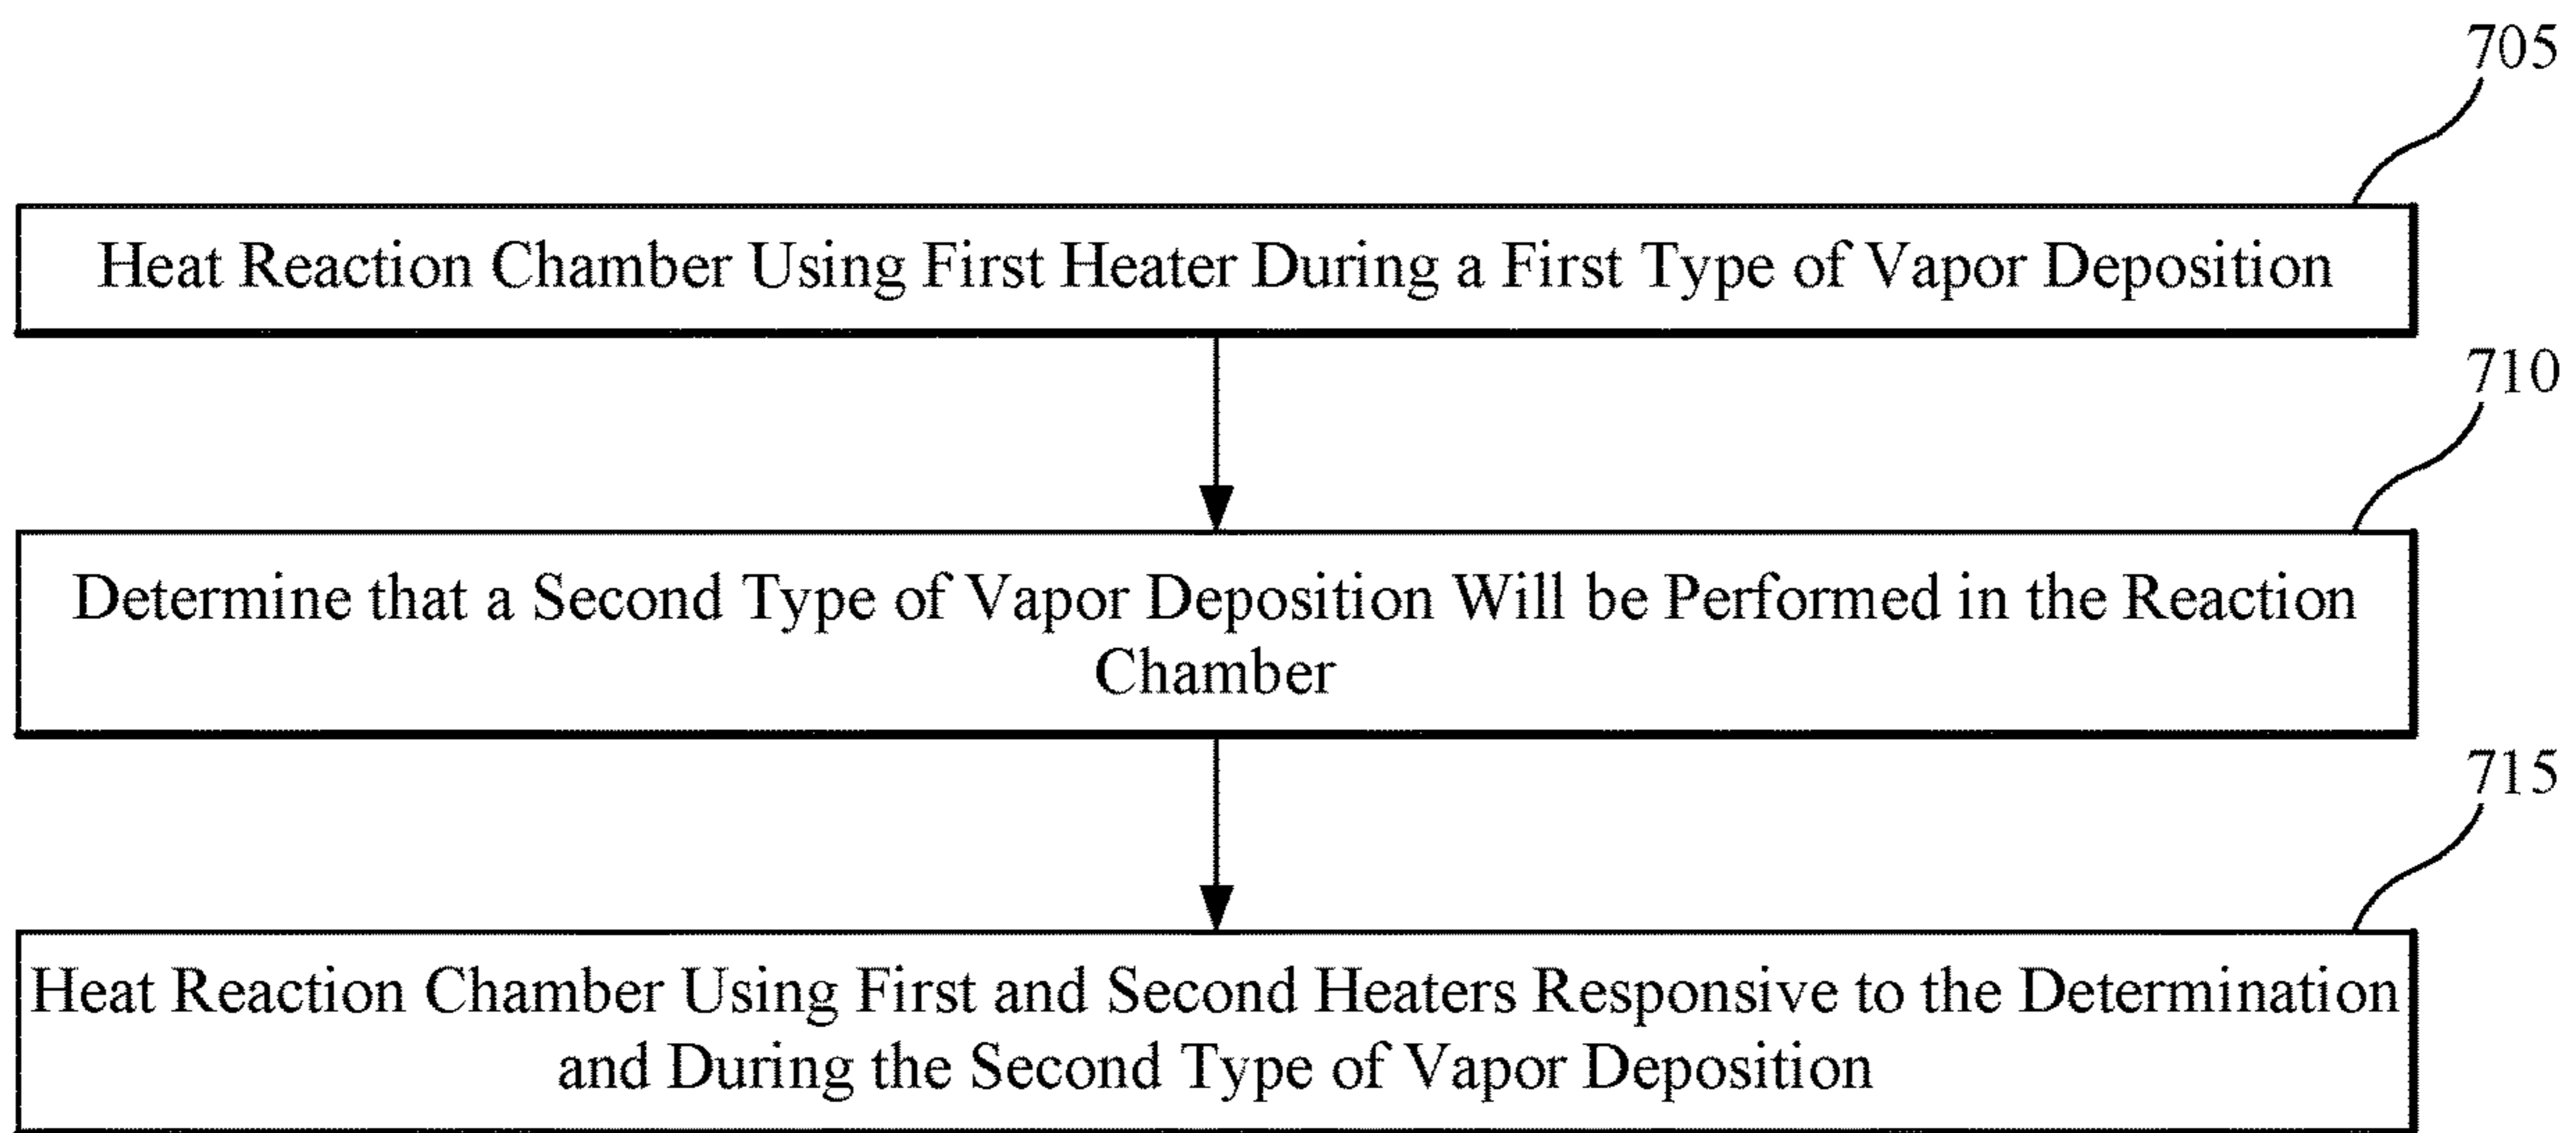 705
Heat Reaction Chamber Using First Heater During a First Type of Vapor Deposition
710
Determine that a Second Type of Vapor Deposition Will be Performed in the Reaction
Chamber
715
Heat Reaction Chamber Using First and Second Heaters Responsive to the Determination
and During the Second Type of Vapor Deposition